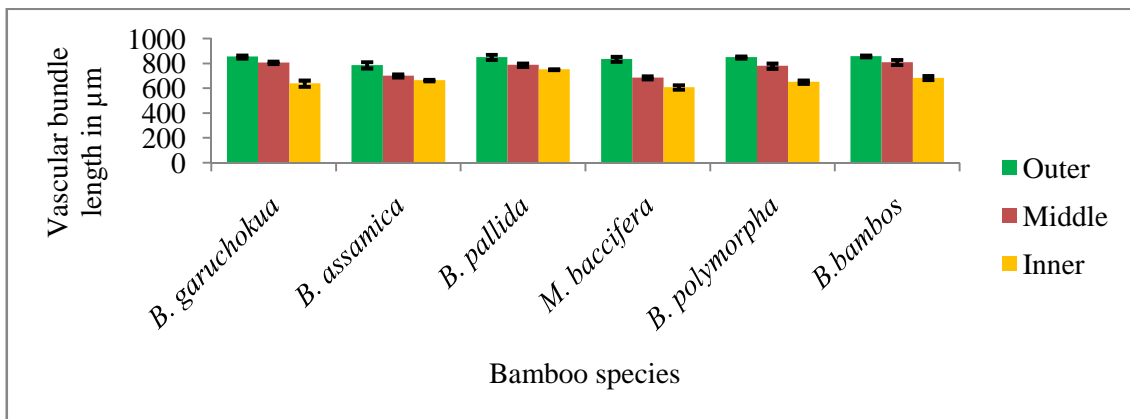 Vascular bundle
length in µm
1000
800
600
400
200
0
B. garuchokua
B. assamica
B. pallida
M. baccifera
B. polymorpha
B.bambos
Bamboo species
Outer
Middle
Inner